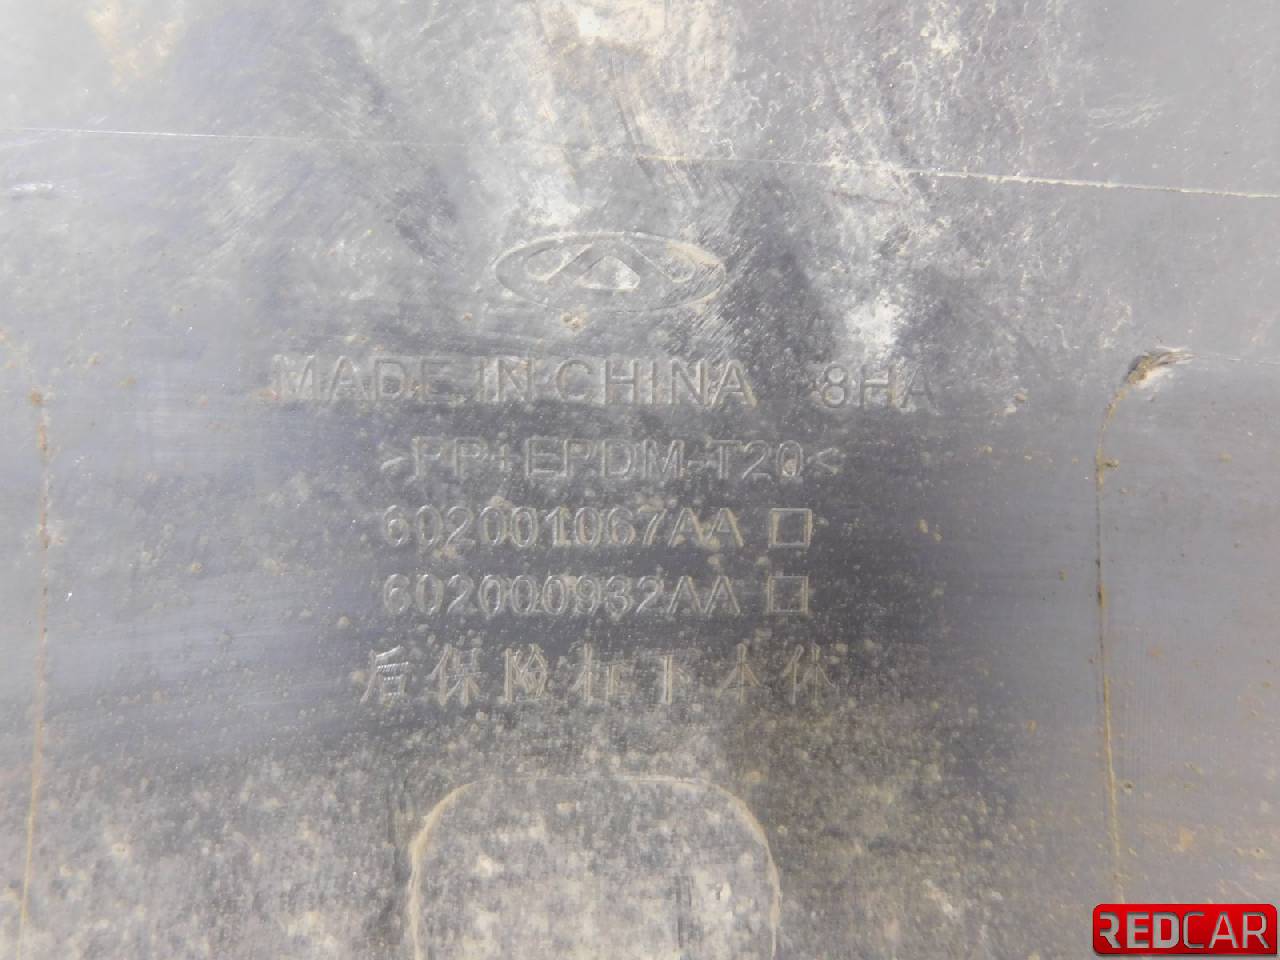 MADE IN CHINA 8HA
>PP+EPDM-T20<
602001067AA
602000932AA
后保险杠下本体
REDCAR